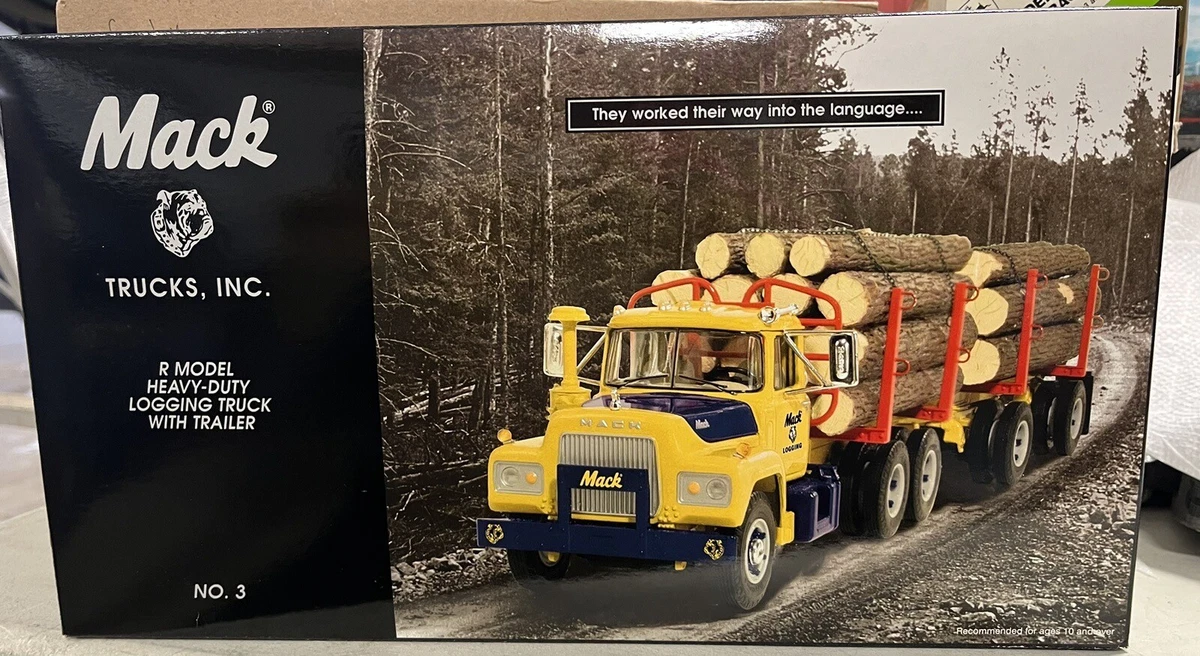 Mack®
TRUCKS, INC.
R MODEL
HEAVY-DUTY
LOGGING TRUCK
WITH TRAILER
NO. 3
They worked their way into the language....
MACK
Mack
Mack
Mack
LOGGING
Recommended for ages 10 and over